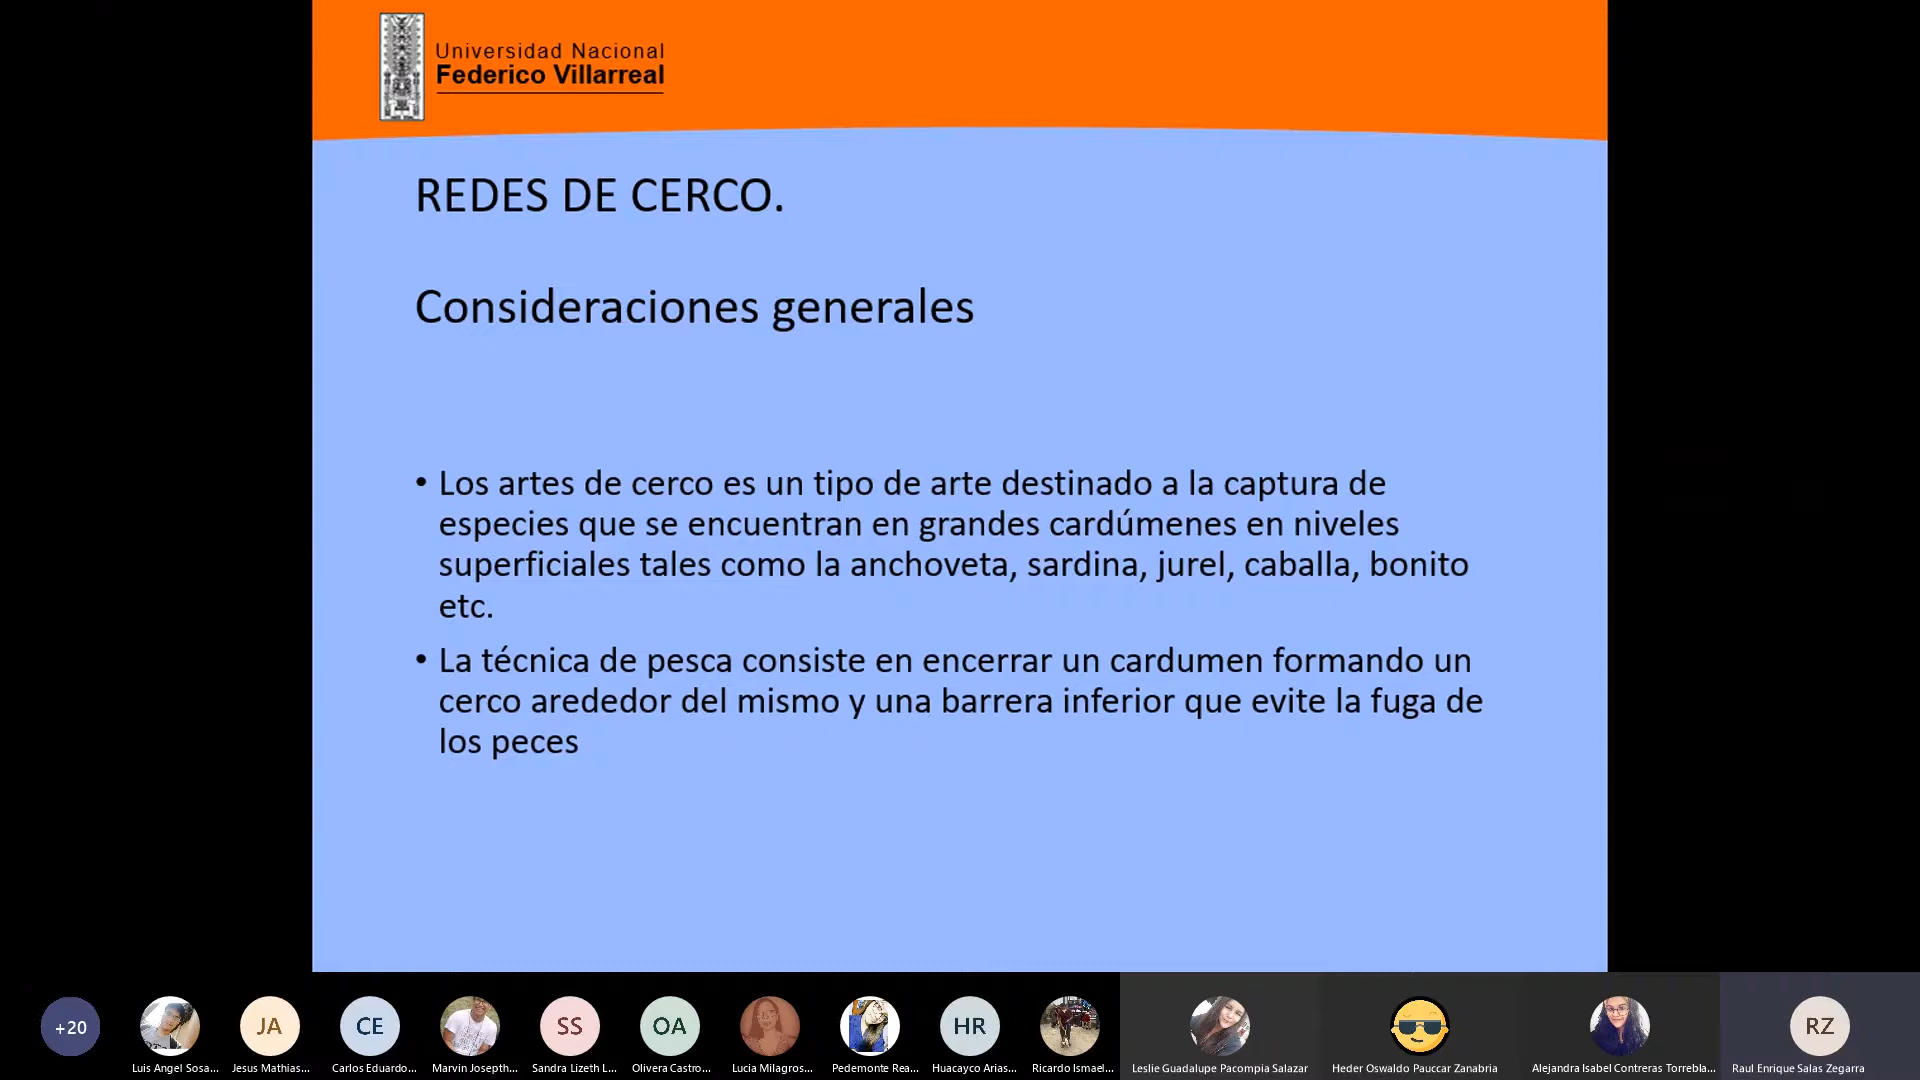 Universidad Nacional
Federico Villarreal
REDES DE CERCO.
Consideraciones generales
• Los artes de cerco es un tipo de arte destinado a la captura de
especies que se encuentran en grandes cardúmenes en niveles
superficiales tales como la anchoveta, sardina, jurel, caballa, bonito
etc.
• La técnica de pesca consiste en encerrar un cardumen formando un
cerco arededor del mismo y una barrera inferior que evite la fuga de
los peces
+20
JA
CE
SS
OA
HR
RZ
Luis Angel Sosa...
Jesus Mathias...
Carlos Eduardo...
Marvin Josepth...
Sandra Lizeth L...
Olivera Castro...
Lucia Milagros...
Pedemonte Rea...
Huacayco Arias...
Ricardo Ismael...
Leslie Guadalupe Pacompia Salazar
Heder Oswaldo Pauccar Zanabria
Alejandra Isabel Contreras Torrebla...
Raul Enrique Salas Zegarra